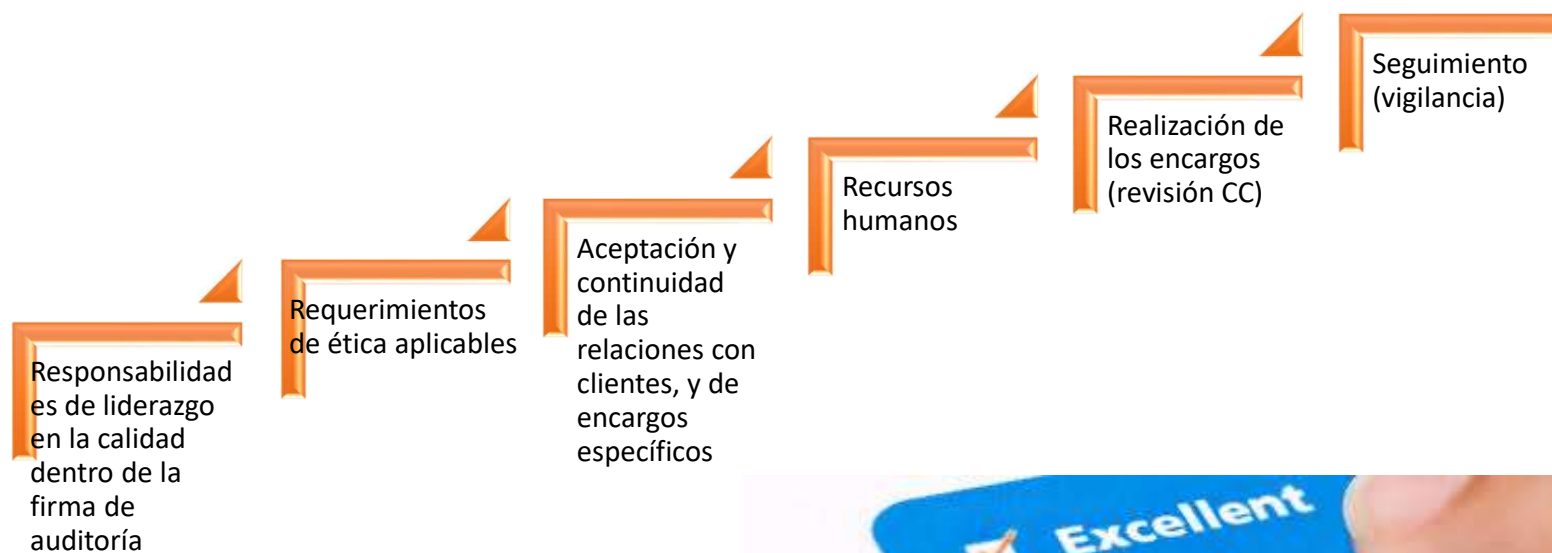 Responsabilidad
es de liderazgo
en la calidad
dentro de la
firma de
auditoría
Requerimientos
de ética aplicables
Aceptación y
continuidad
de las
relaciones con
clientes, y de
encargos
específicos
Recursos
humanos
Realización de
los encargos
(revisión CC)
Seguimiento
(vigilancia)
Excellent